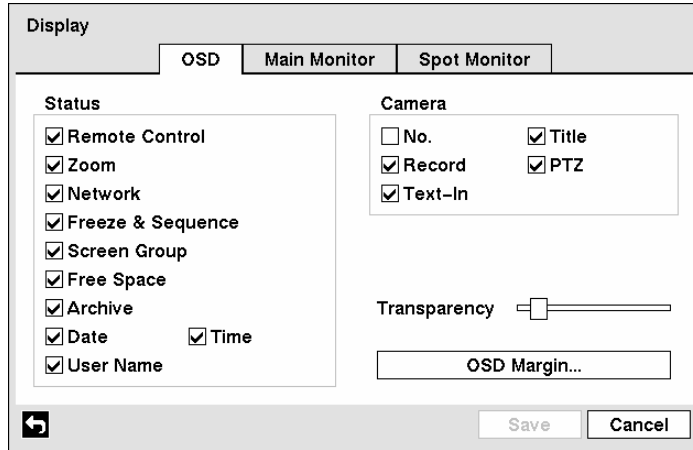 Display
OSD Main Monitor Spot Monitor
Status
Remote Control
Zoom
Network
Freeze & Sequence
Screen Group
Free Space
Archive
Date Time
User Name
Camera
No. Title
Record PTZ
Text-In
Transparency
OSD Margin...
Save Cancel